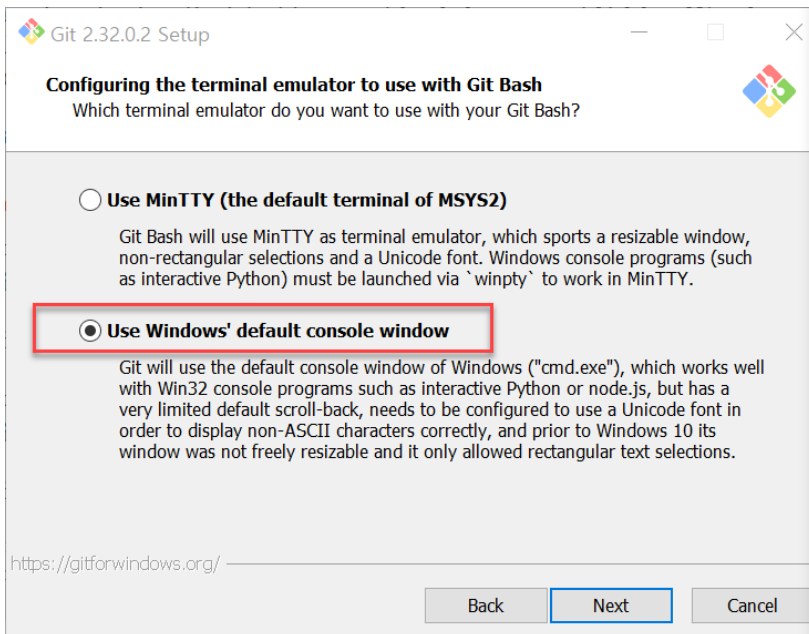 Git 2.32.0.2 Setup
Configuring the terminal emulator to use with Git Bash
Which terminal emulator do you want to use with your Git Bash?
Use MinTTY (the default terminal of MSYS2)
Git Bash will use MinTTY as terminal emulator, which sports a resizable window,
non-rectangular selections and a Unicode font. Windows console programs (such
as interactive Python) must be launched via `winpty` to work in MinTTY.
Use Windows' default console window
Git will use the default console window of Windows ("cmd.exe"), which works well
with Win32 console programs such as interactive Python or node.js, but has a
very limited default scroll-back, needs to be configured to use a Unicode font in
order to display non-ASCII characters correctly, and prior to Windows 10 its
window was not freely resizable and it only allowed rectangular text selections.
https://gitforwindows.org/
Back Next Cancel